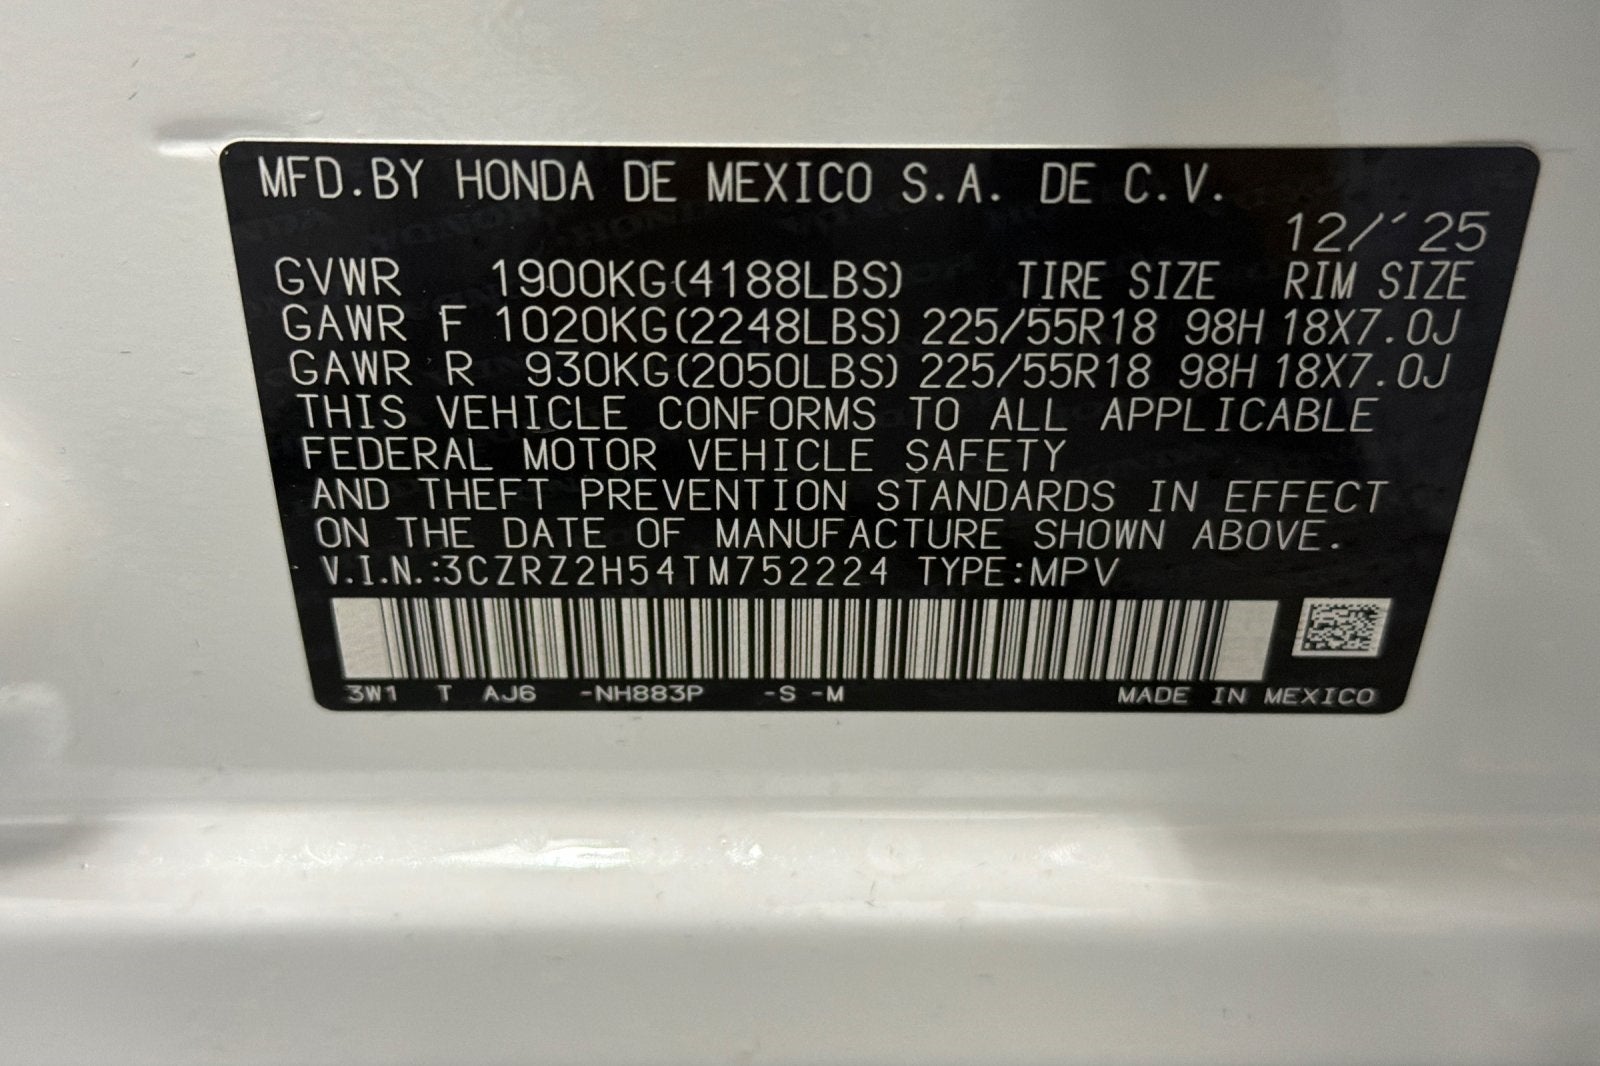 MFD.BY HONDA DE MEXICO S.A. DE C.V.
12/´25
GVWR 1900KG(4188LBS) TIRE SIZE RIM SIZE
GAWR F 1020KG(2248LBS) 225/55R18 98H 18X7.0J
GAWR R 930KG(2050LBS) 225/55R18 98H 18X7.0J
THIS VEHICLE CONFORMS TO ALL APPLICABLE
FEDERAL MOTOR VEHICLE SAFETY
AND THEFT PREVENTION STANDARDS IN EFFECT
ON THE DATE OF MANUFACTURE SHOWN ABOVE.
V.I.N.:3CZRZ2H54TM752224 TYPE:MPV
3W1 T AJ6 -NH883P -S -M MADE IN MEXICO